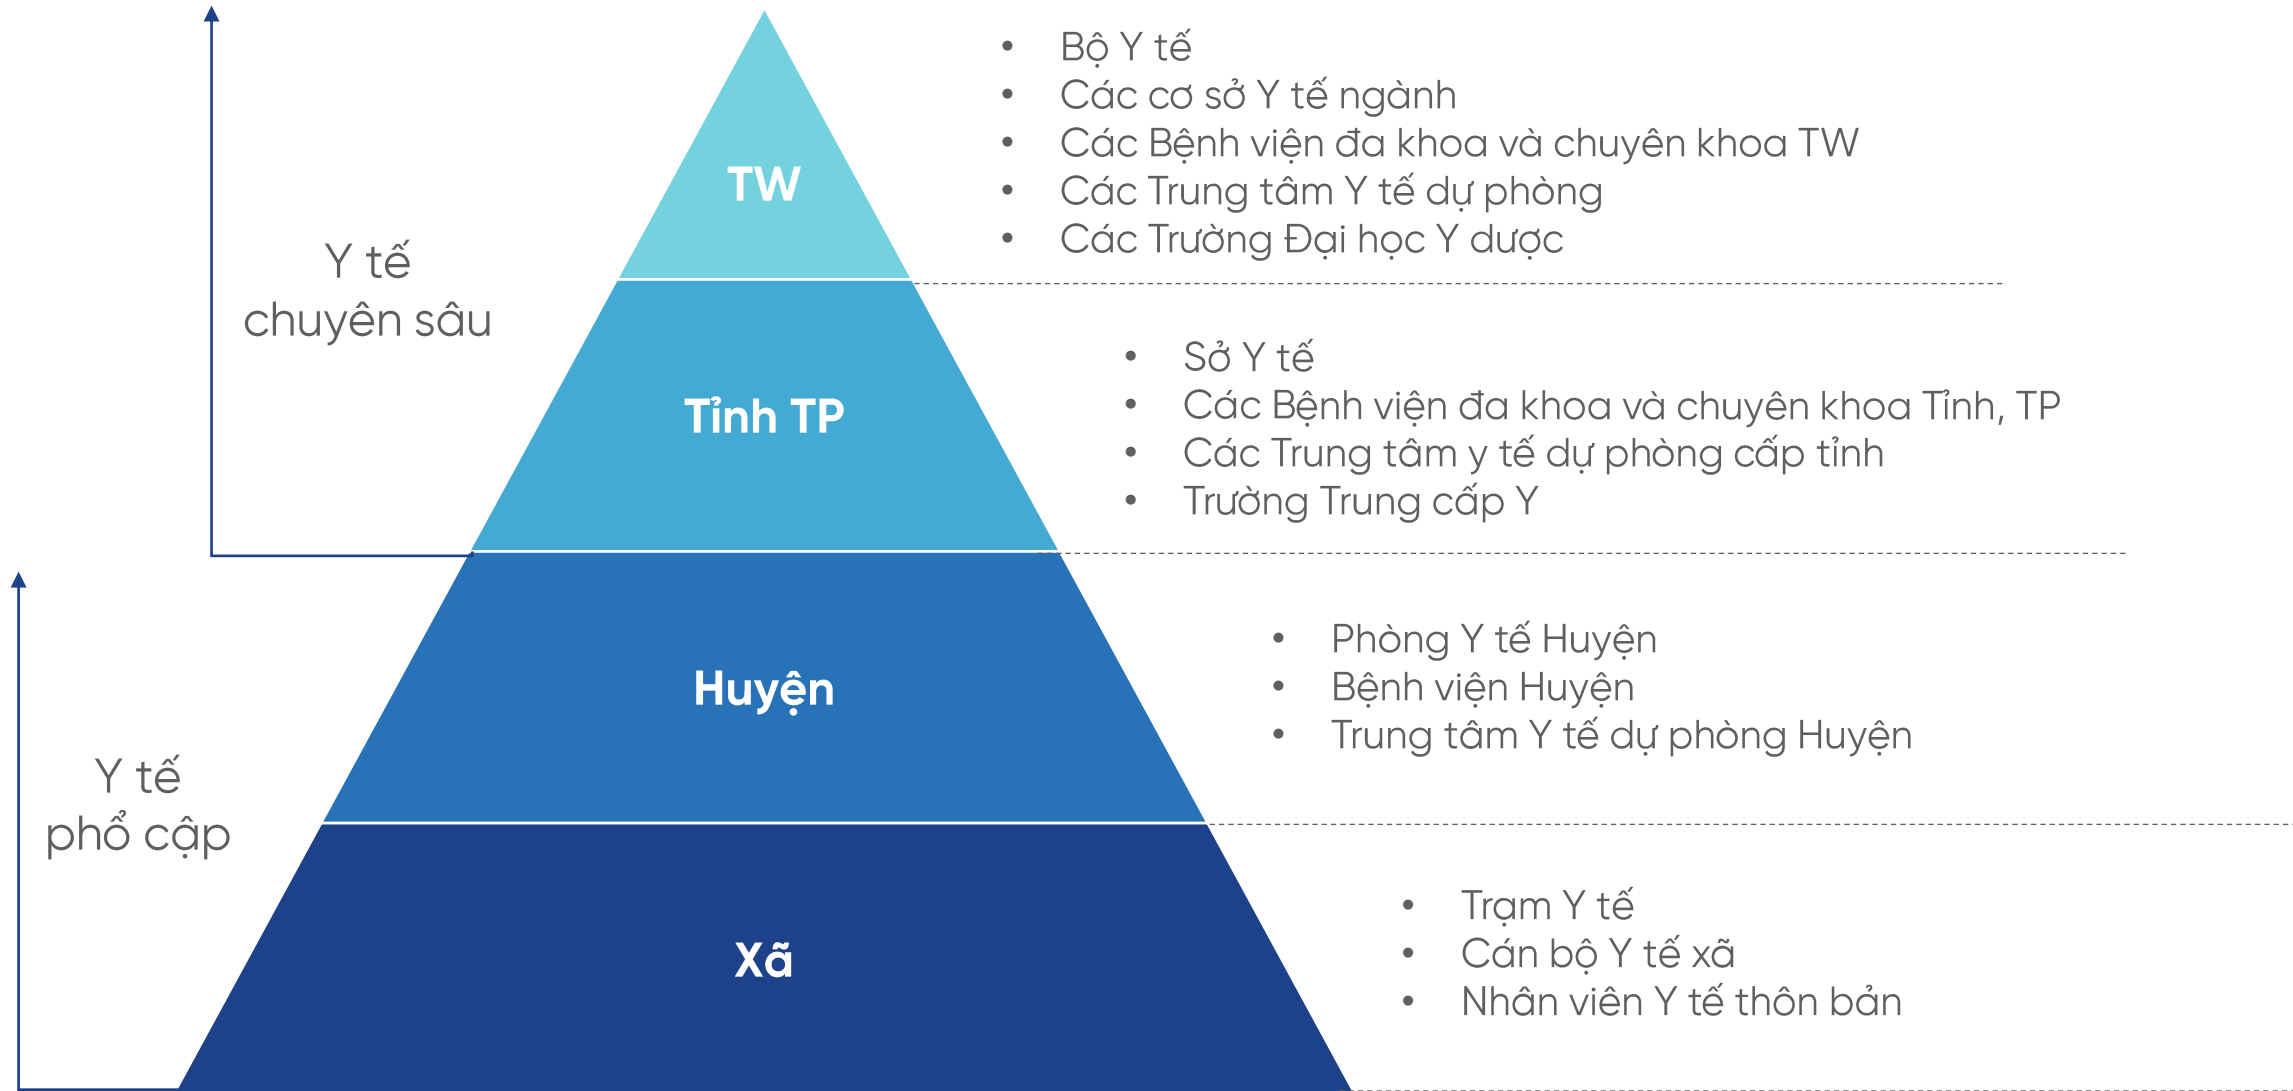 Y tế
chuyên sâu
TW
• Bộ Y tế
• Các cơ sở Y tế ngành
• Các Bệnh viện đa khoa và chuyên khoa TW
• Các Trung tâm Y tế dự phòng
• Các Trường Đại học Y dược
Tỉnh TP
• Sở Y tế
• Các Bệnh viện đa khoa và chuyên khoa Tỉnh, TP
• Các Trung tâm y tế dự phòng cấp tỉnh
• Trường Trung cấp Y
Y tế
phổ cập
Huyện
• Phòng Y tế Huyện
• Bệnh viện Huyện
• Trung tâm Y tế dự phòng Huyện
Xã
• Trạm Y tế
• Cán bộ Y tế xã
• Nhân viên Y tế thôn bản